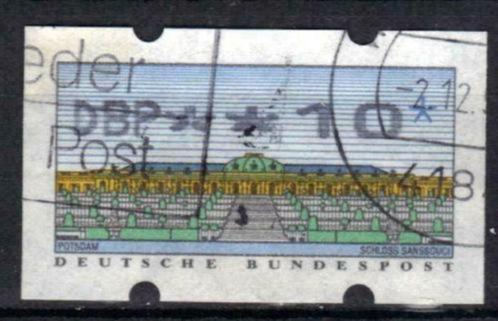 eder
Post
DBP**10*
-2.12.
418
POTSDAM SCHLOSS SANSSOUCI
DEUTSCHE BUNDESPOST